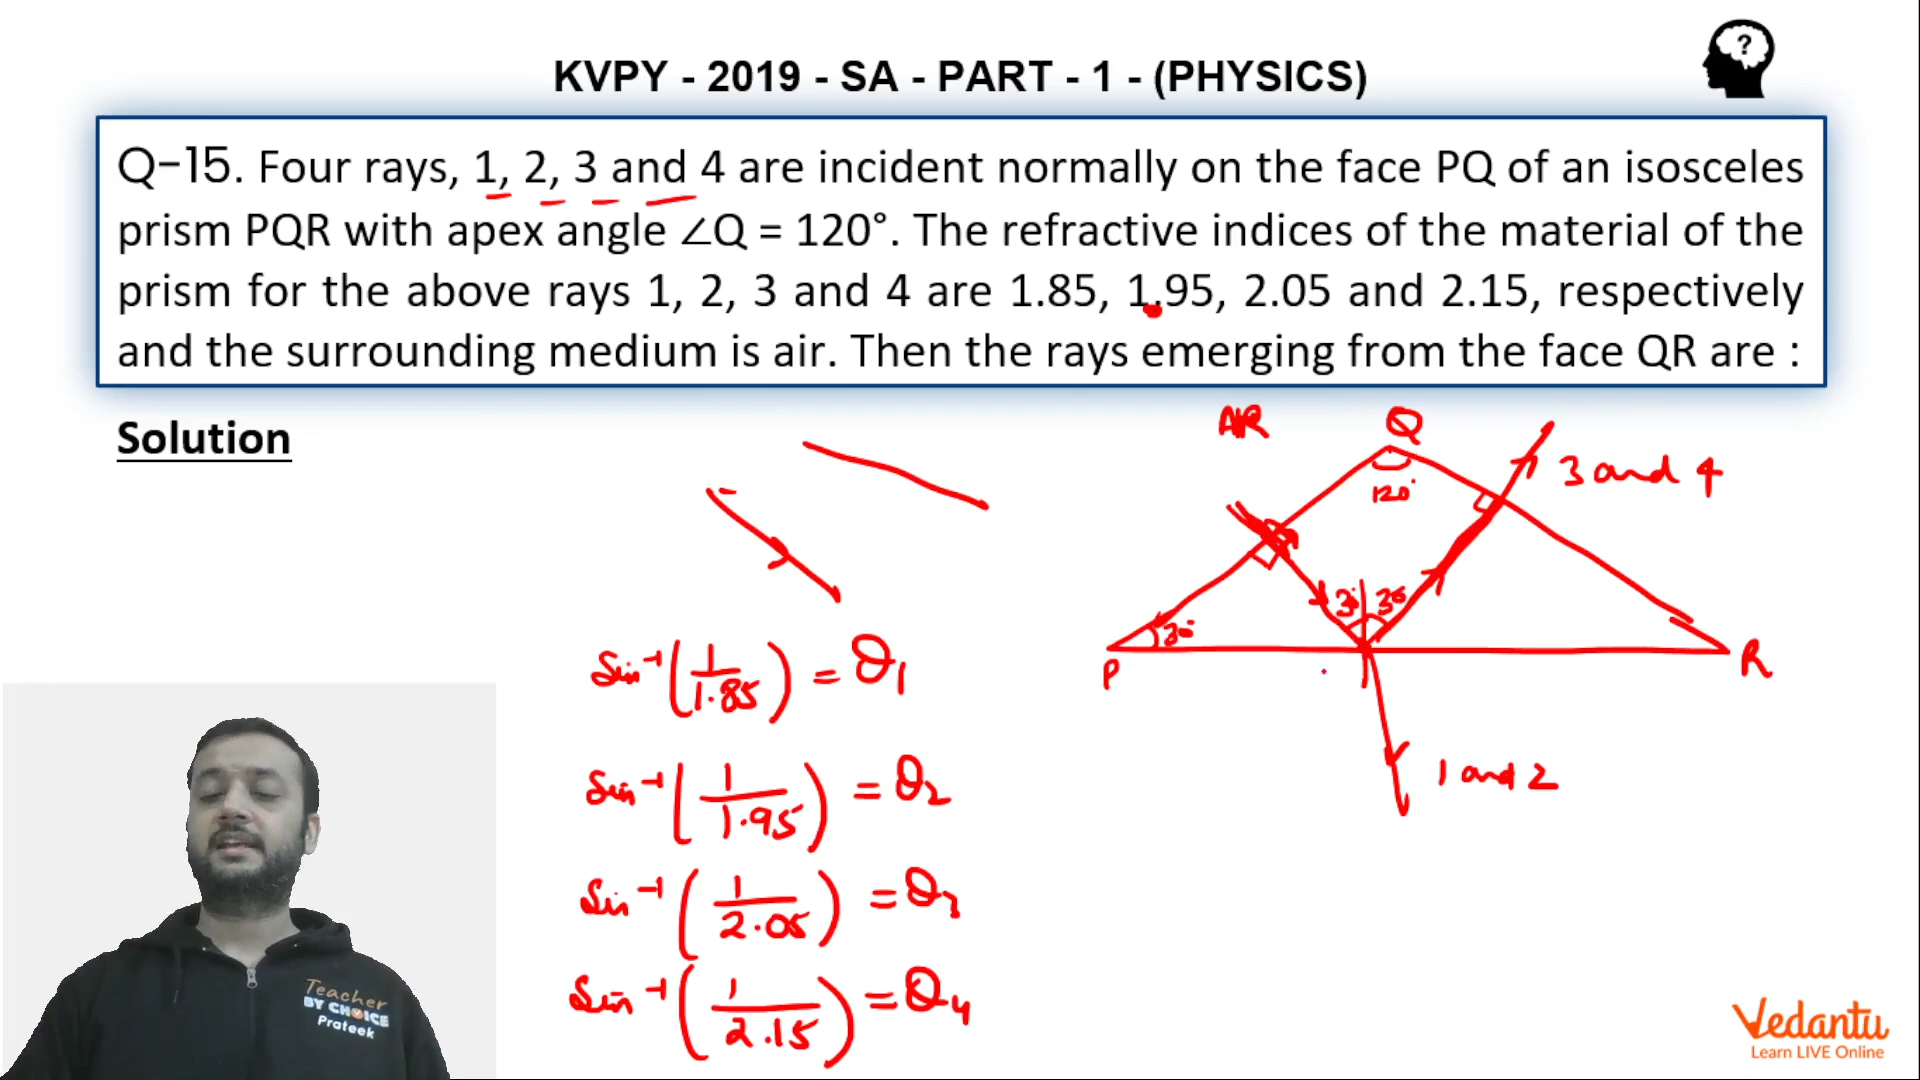 KVPY - 2019 - SA - PART - 1 - (PHYSICS)
?
Q-15. Four rays, 1, 2, 3 and 4 are incident normally on the face PQ of an isosceles
prism PQR with apex angle ∠Q = 120°. The refractive indices of the material of the
prism for the above rays 1, 2, 3 and 4 are 1.85, 1.95, 2.05 and 2.15, respectively
and the surrounding medium is air. Then the rays emerging from the face QR are :
Solution
AIR
Q
120°
3 and 4
30°
30°
30°
P
R
1 and 2
Sin⁻¹(1/1.85) = θ₁
Sin⁻¹(1/1.95) = θ₂
Sin⁻¹(1/2.05) = θ₃
Sin⁻¹(1/2.15) = θ₄
Teacher
BY CHOICE
Prateek
Vedantu
Learn LIVE Online